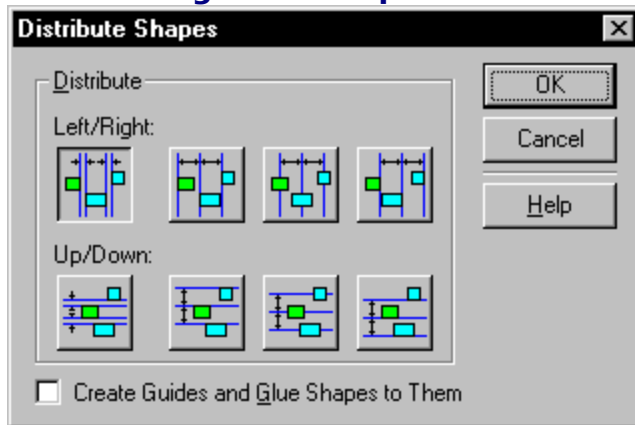 Distribute Shapes
Distribute
OK
Left/Right:
Cancel
Help
Up/Down:
Create Guides and Glue Shapes to Them